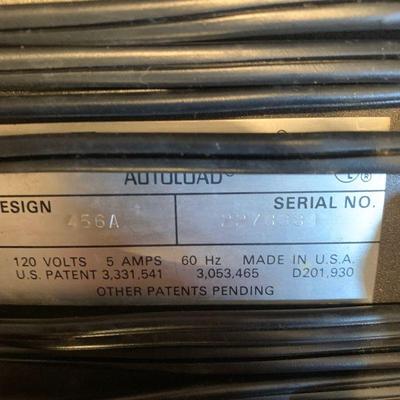 AUTOLOAD®
ESIGN SERIAL NO.
456A
120 VOLTS 5 AMPS 60 Hz MADE IN U.S.A.
U.S. PATENT 3,331,541 3,053,465 D201,930
OTHER PATENTS PENDING